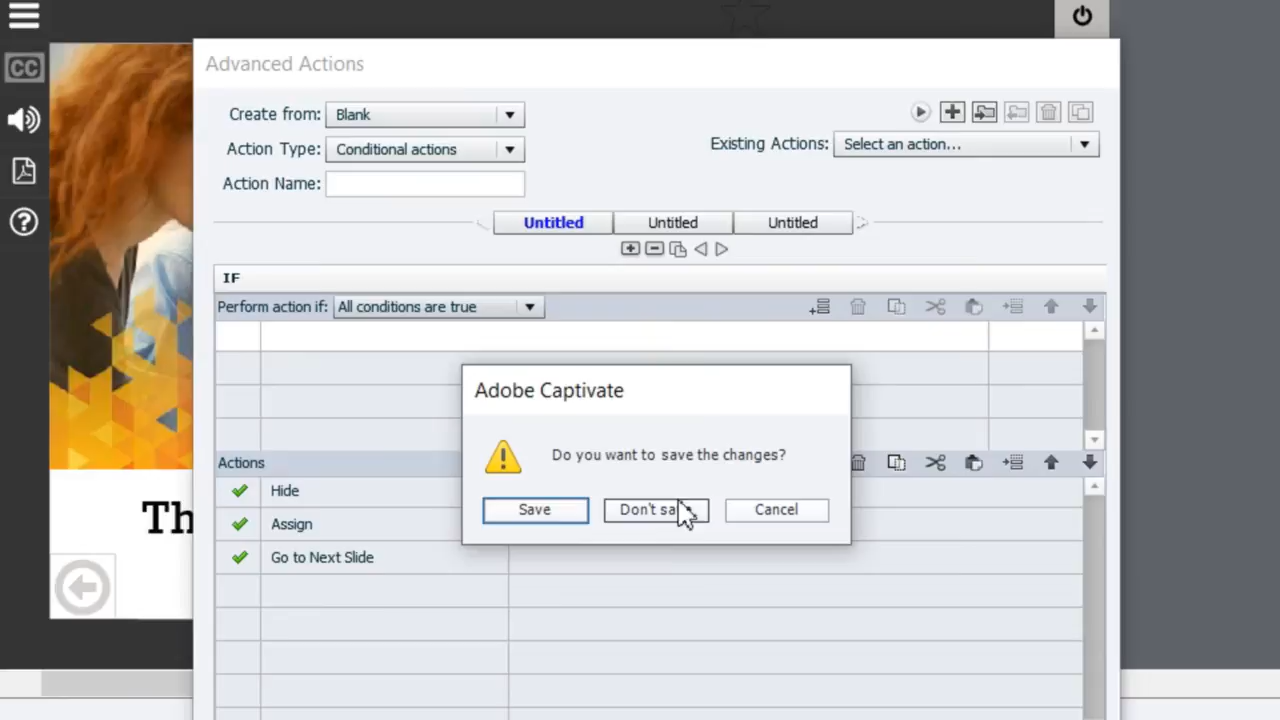 CC
Advanced Actions
Create from: Blank
Action Type: Conditional actions
Existing Actions: Select an action...
Action Name:
Untitled Untitled Untitled
IF
Perform action if: All conditions are true
Adobe Captivate
Do you want to save the changes?
Save Don't Cancel
Actions
Hide
Assign
Go to Next Slide
Th